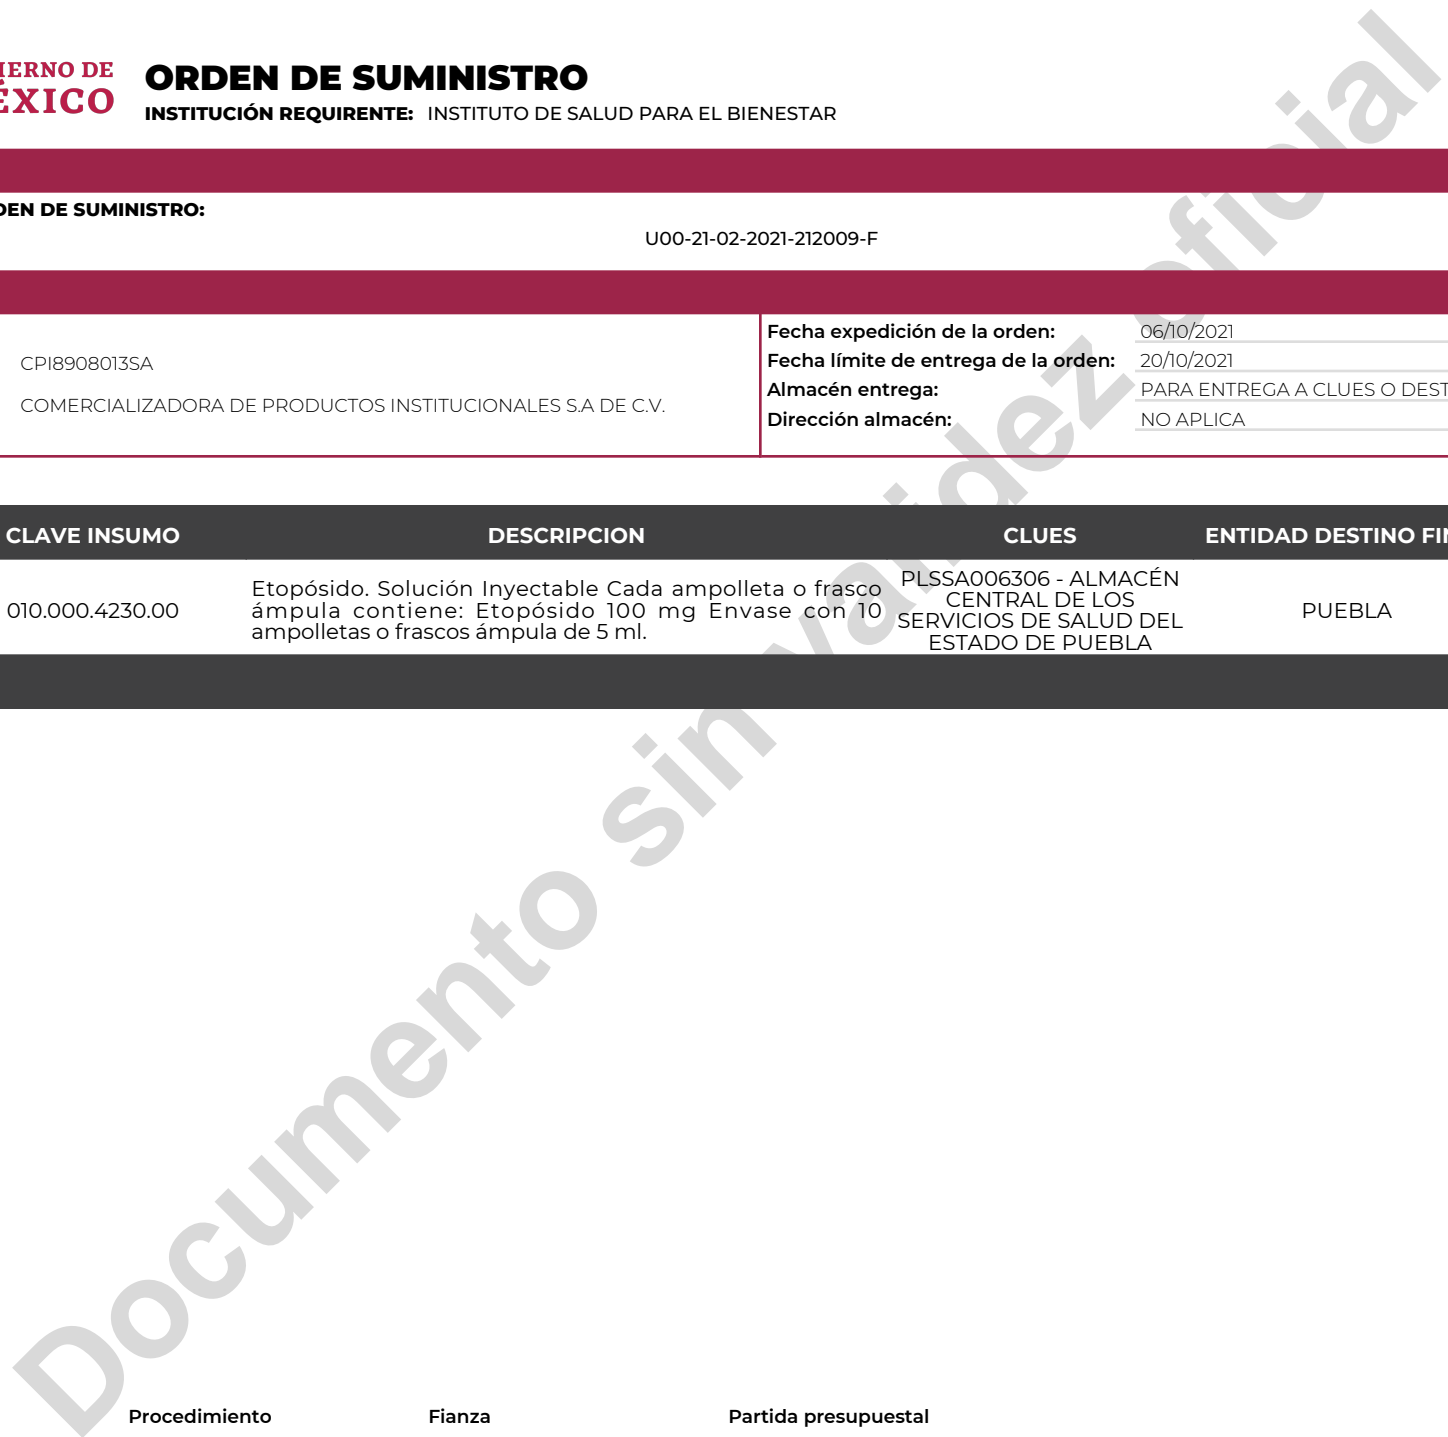 IERNO DE
ÉXICO
ORDEN DE SUMINISTRO
INSTITUCIÓN REQUIRENTE: INSTITUTO DE SALUD PARA EL BIENESTAR
DEN DE SUMINISTRO:
U00-21-02-2021-212009-F
CPI8908013SA
COMERCIALIZADORA DE PRODUCTOS INSTITUCIONALES S.A DE C.V.
Fecha expedición de la orden: 06/10/2021
Fecha límite de entrega de la orden: 20/10/2021
Almacén entrega: PARA ENTREGA A CLUES O DEST
Dirección almacén: NO APLICA
CLAVE INSUMO DESCRIPCION CLUES ENTIDAD DESTINO FIN
010.000.4230.00
Etopósido. Solución Inyectable Cada ampolleta o frasco
ámpula contiene: Etopósido 100 mg Envase con 10
ampolletas o frascos ámpula de 5 ml.
PLSSA006306 - ALMACÉN
CENTRAL DE LOS
SERVICIOS DE SALUD DEL
ESTADO DE PUEBLA
PUEBLA
Documento sin validez oficial
Procedimiento Fianza Partida presupuestal